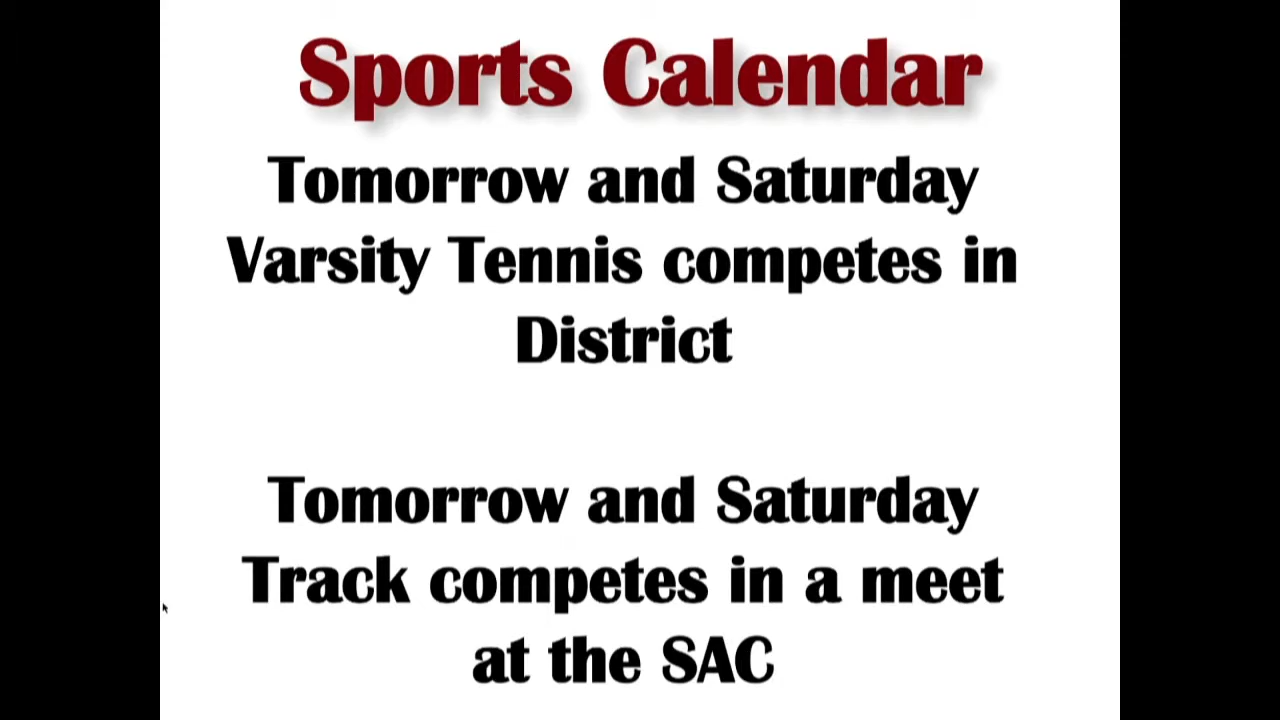 Sports Calendar
Tomorrow and Saturday
Varsity Tennis competes in
District
Tomorrow and Saturday
Track competes in a meet
at the SAC